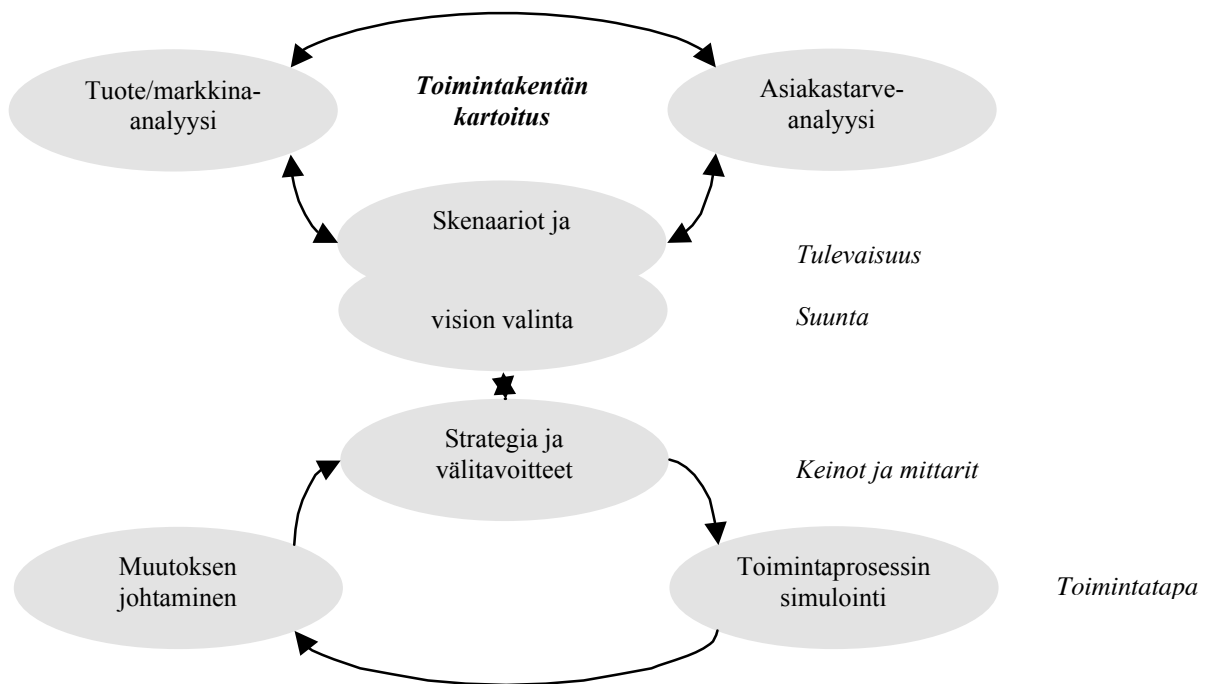 Tuote/markkina-
analyysi
Toimintakentän
kartoitus
Asiakastarve-
analyysi
Skenaariot ja
Tulevaisuus
vision valinta
Suunta
Strategia ja
välitavoitteet
Keinot ja mittarit
Muutoksen
johtaminen
Toimintaprosessin
simulointi
Toimintatapa